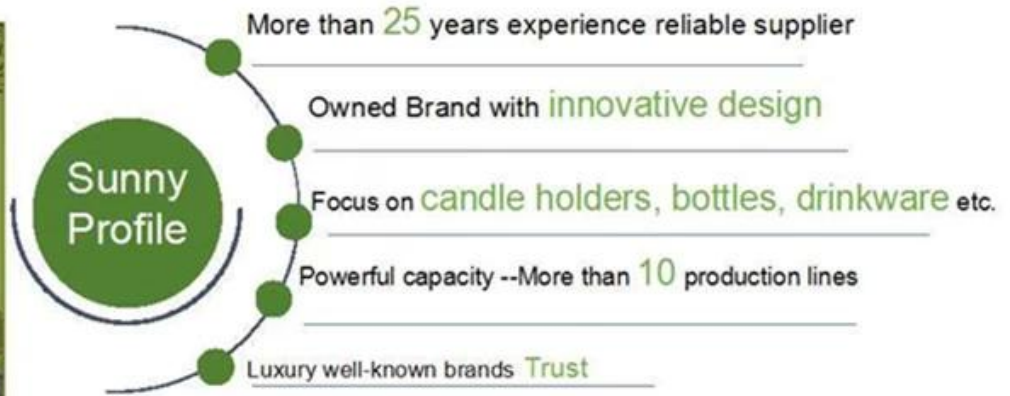 More than 25 years experience reliable supplier
Owned Brand with innovative design
Sunny
Profile
Focus on candle holders, bottles, drinkware etc.
Powerful capacity --More than 10 production lines
Luxury well-known brands Trust